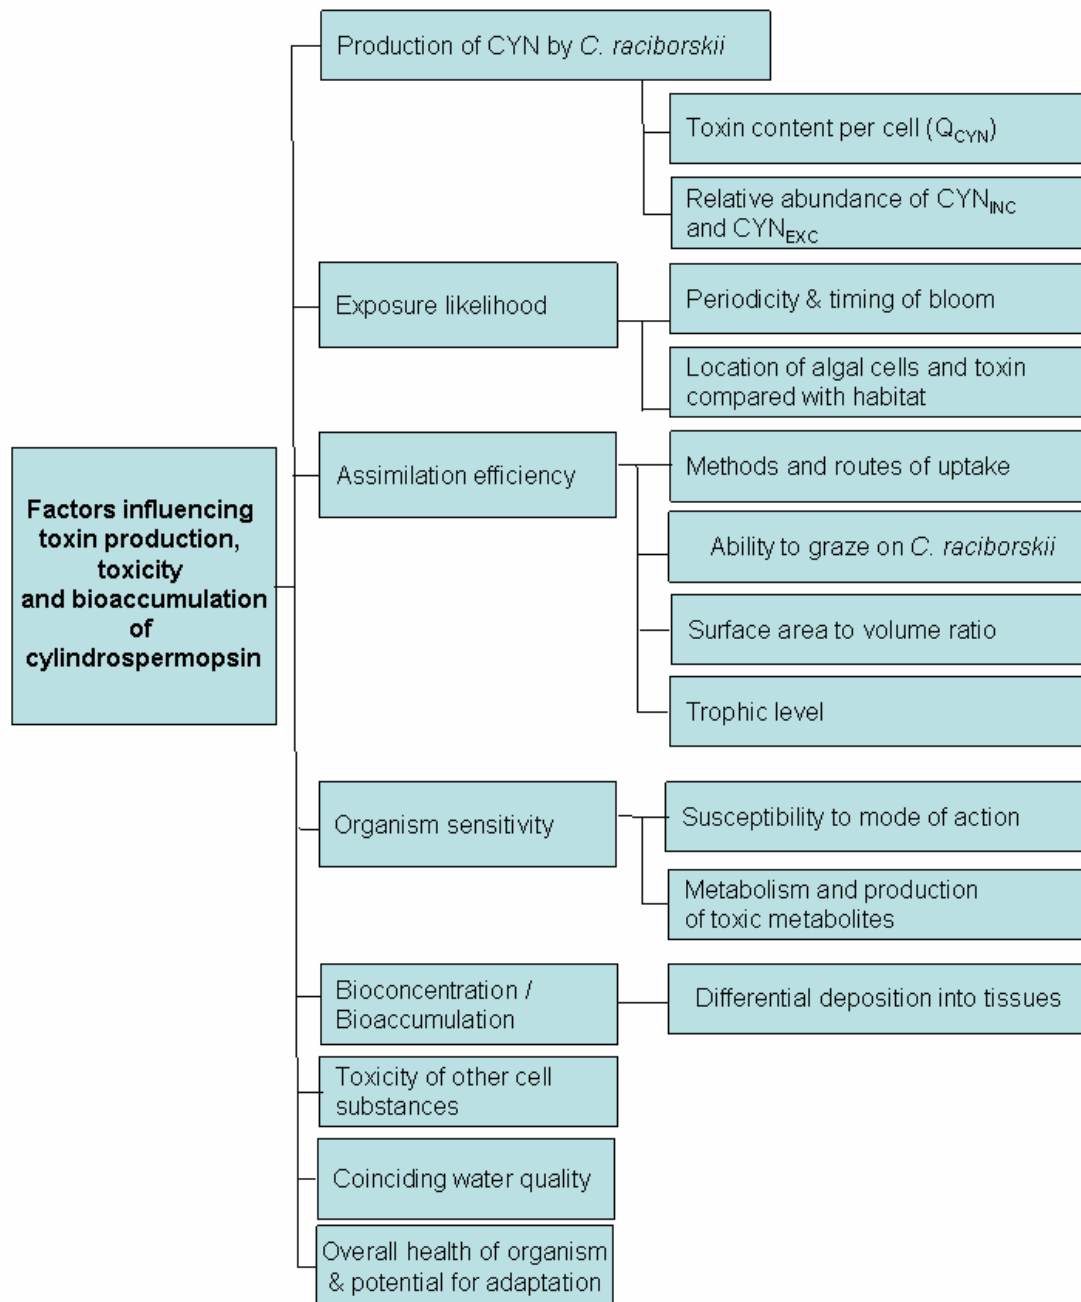 Production of CYN by C. raciborskii
Toxin content per cell (QCYN)
Relative abundance of CYNINC
and CYNEXC
Exposure likelihood
Periodicity & timing of bloom
Location of algal cells and toxin
compared with habitat
Factors influencing
toxin production,
toxicity
and bioaccumulation
of
cylindrospermopsin
Assimilation efficiency
Methods and routes of uptake
Ability to graze on C. raciborskii
Surface area to volume ratio
Trophic level
Organism sensitivity
Susceptibility to mode of action
Metabolism and production
of toxic metabolites
Bioconcentration /
Bioaccumulation
Differential deposition into tissues
Toxicity of other cell
substances
Coinciding water quality
Overall health of organism
& potential for adaptation